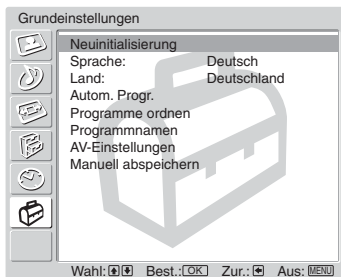 Grundeinstellungen
Neuinitialisierung
Sprache: Deutsch
Land: Deutschland
Autom. Progr.
Programme ordnen
Programmnamen
AV-Einstellungen
Manuell abspeichern
Wahl: Best.: OK Zur.: Aus: MENU